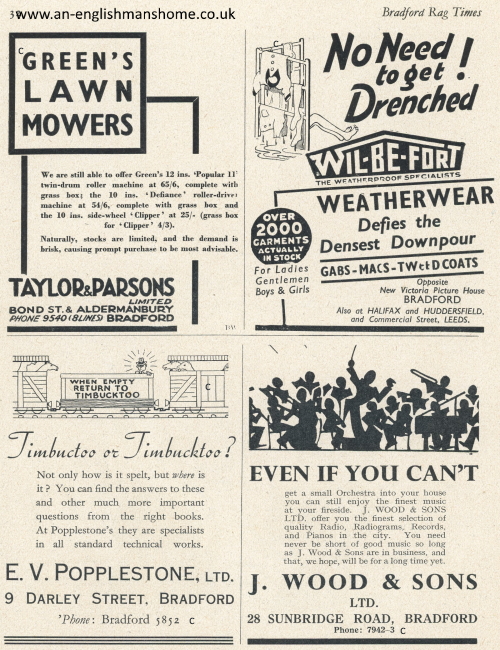 www.an-englishmanshome.co.uk
Bradford Rag Times
C
GREEN'S
LAWN
MOWERS
We are still able to offer Green's 12 ins. 'Popular II'
twin-drum roller machine at 65/6, complete with
grass box; the 10 ins. 'Defiance' roller-drive
machine at 54/6, complete with grass box and
the 10 ins. side-wheel 'Clipper' at 25/- (grass box
for 'Clipper' 4/3).
Naturally, stocks are limited, and the demand is
brisk, causing prompt purchase to be most advisable.
TAYLOR & PARSONS
LIMITED
BOND ST. & ALDERMANBURY
PHONE 9540 (8 LINES) BRADFORD
C
No Need
to get
Drenched!
WIL-BE-FORT
THE WEATHERPROOF SPECIALISTS
WEATHERWEAR
Defies the
Densest Downpour
GABS-MACS-TWEED COATS
OVER
2000
GARMENTS
ACTUALLY
IN STOCK
For Ladies
Gentlemen
Boys & Girls
Opposite
New Victoria Picture House
BRADFORD
Also at HALIFAX and HUDDERSFIELD,
and Commercial Street, LEEDS.
WHEN EMPTY
RETURN TO
TIMBUCKTOO
C
Timbuctoo or Timbucktoo?
Not only how is it spelt, but where is
it? You can find the answers to these
and other much more important
questions from the right books.
At Popplestone's they are specialists
in all standard technical works.
E. V. POPPLESTONE, LTD.
9 DARLEY STREET, BRADFORD
'Phone: Bradford 5852 C
EVEN IF YOU CAN'T
get a small Orchestra into your house
you can still enjoy the finest music
at your fireside. J. WOOD & SONS
LTD. offer you the finest selection of
quality Radio, Radiograms, Records,
and Pianos in the city. You need
never be short of good music so long
as J. Wood & Sons are in business, and
that, we hope, will be for a long time yet.
J. WOOD & SONS
LTD.
28 SUNBRIDGE ROAD, BRADFORD
Phone: 7942-3 C